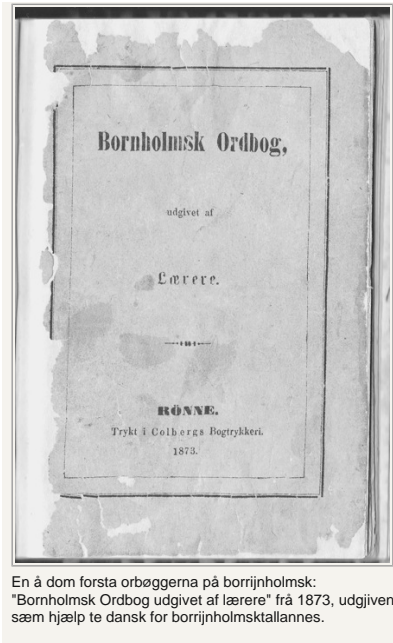 Bornholmsk Ordbog,
udgivet af
Lærere.
RÖNNE.
Trykt i Colbergs Bogtrykkeri.
1873.
En å dom forsta orbøggerna på borrijnholmsk:
"Bornholmsk Ordbog udgivet af lærere" frå 1873, udgjiven
sæm hjælp te dansk for borrijnholmsktallannes.